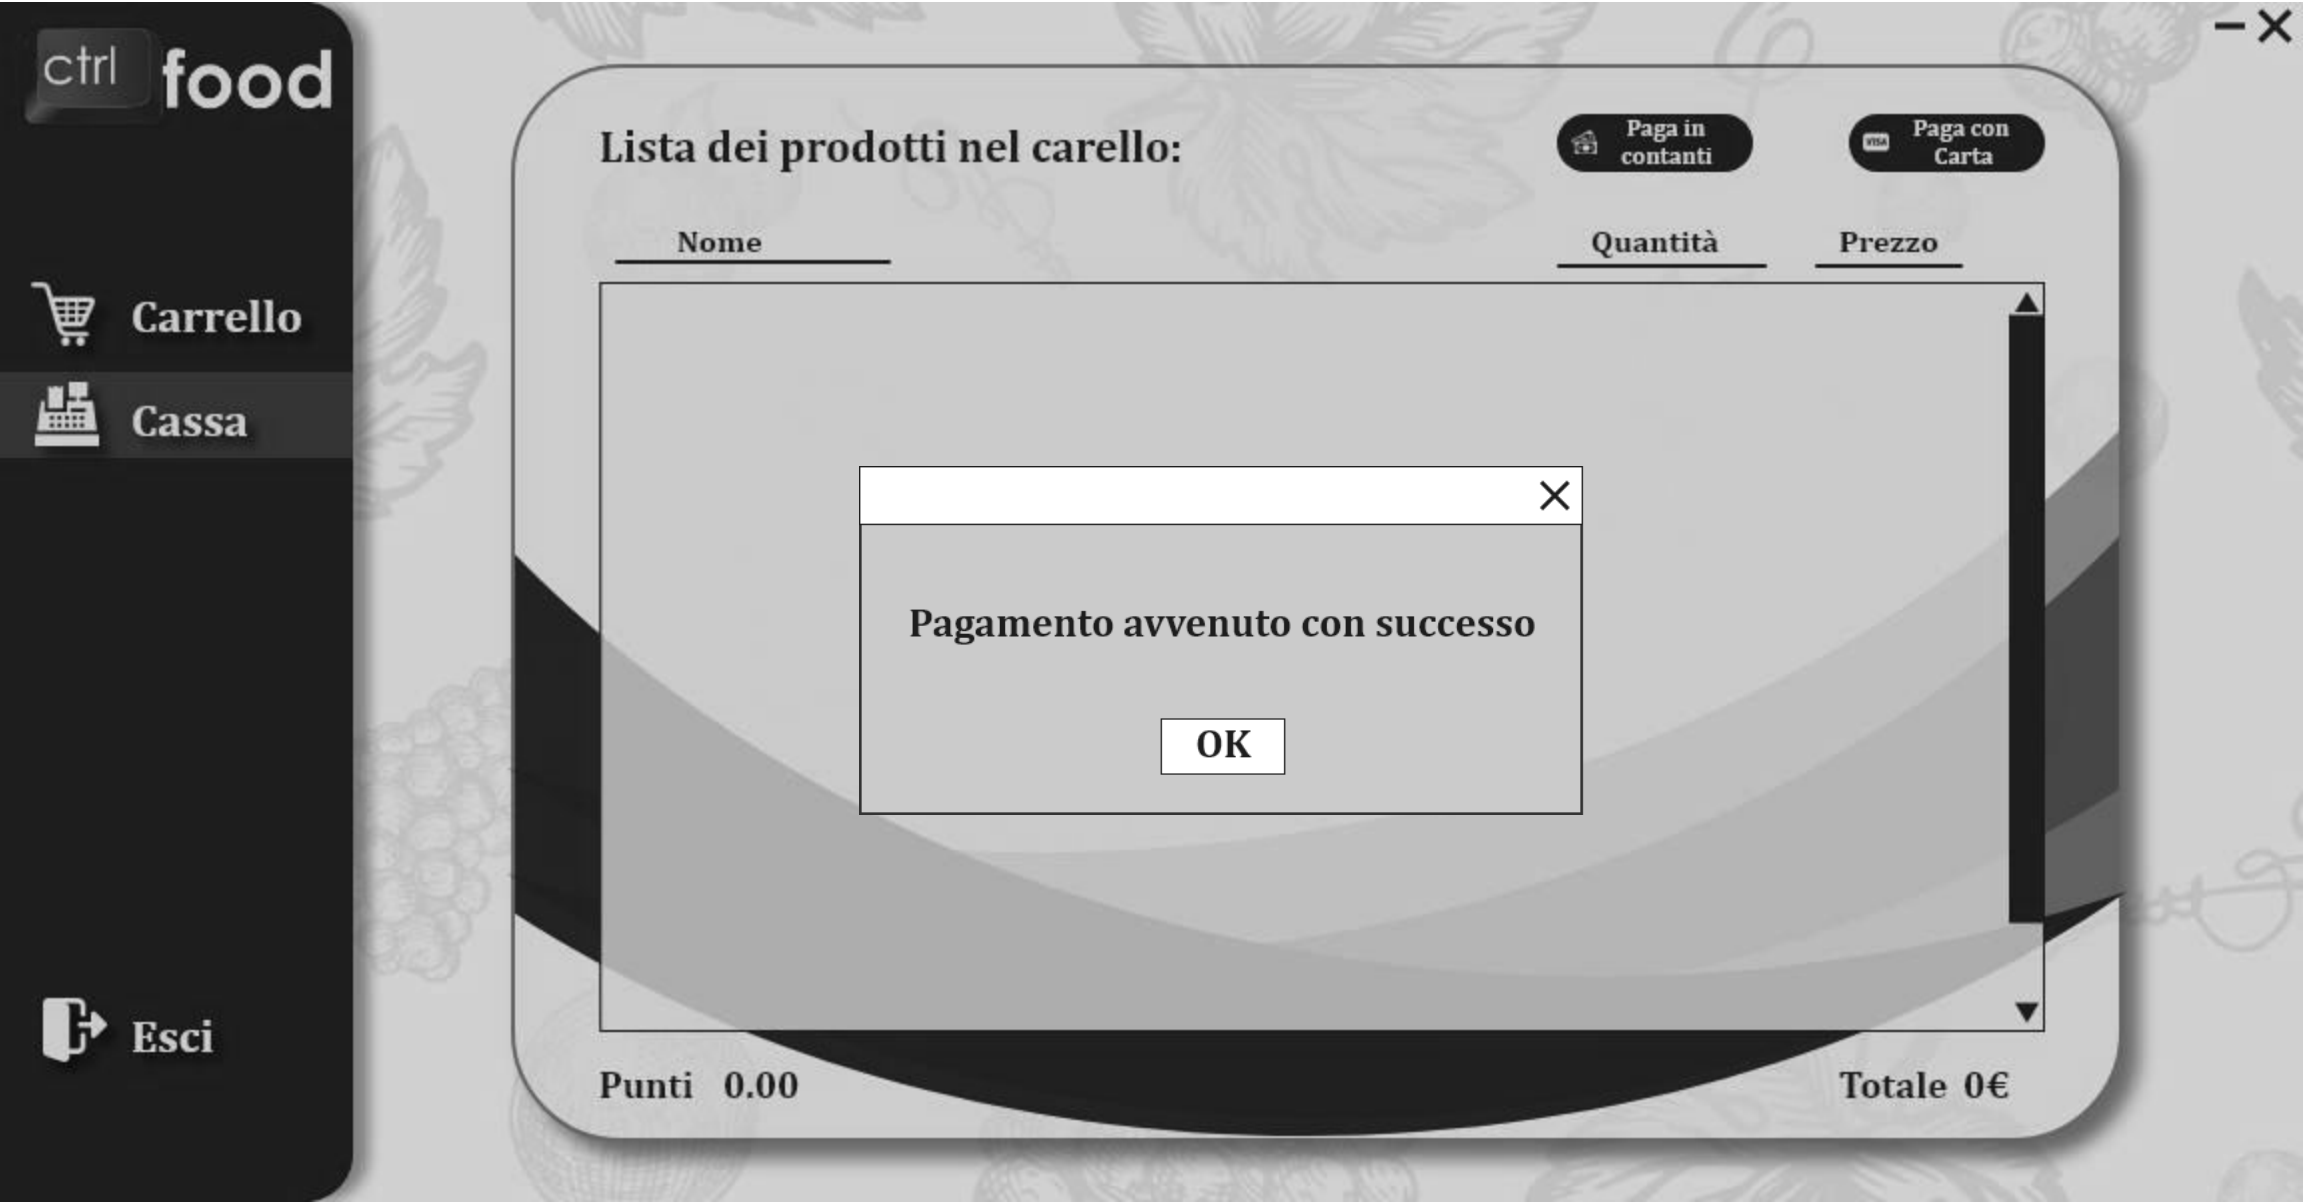 ctrl food
Lista dei prodotti nel carello:
Paga in
contanti
VISA
Paga con
Carta
Nome
Quantità
Prezzo
Carrello
Cassa
Pagamento avvenuto con successo
OK
Esci
Punti 0.00
Totale 0€